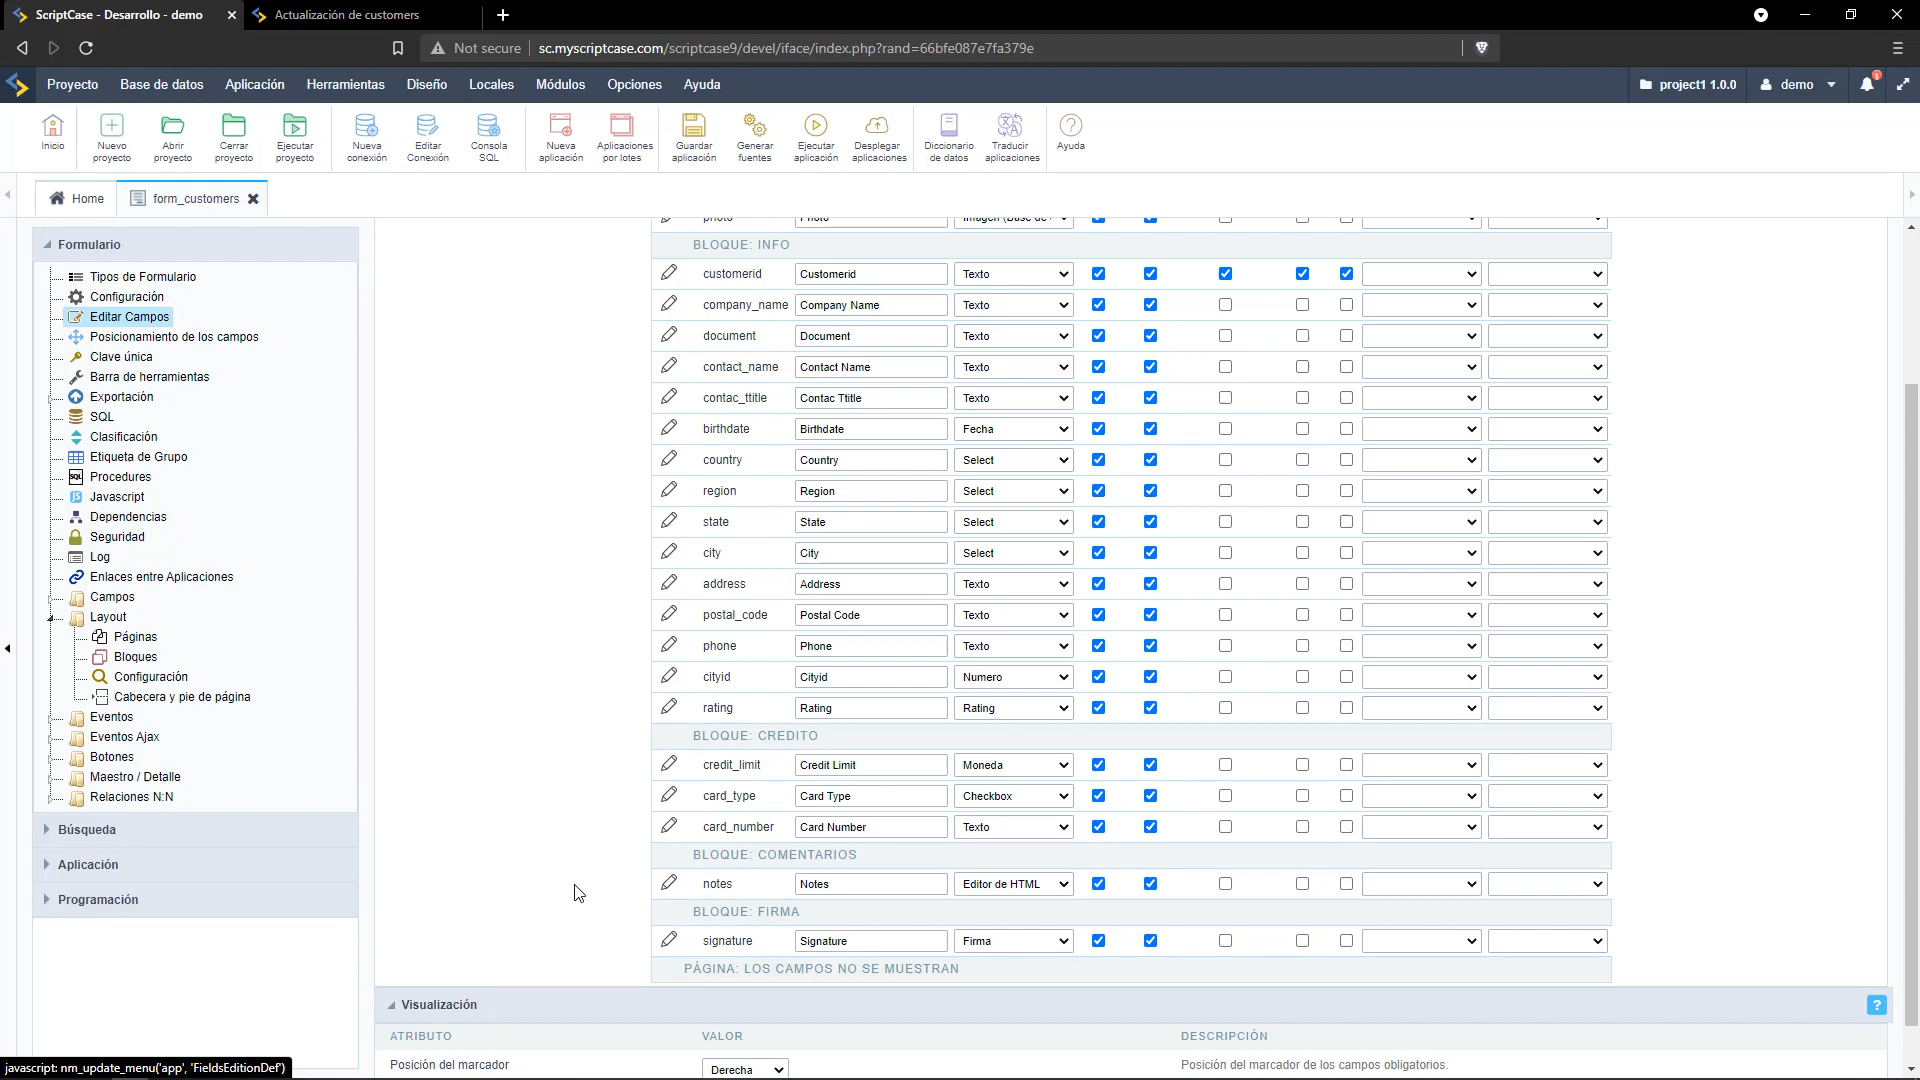 ScriptCase - Desarrollo - demo
Actualización de customers
Not secure
sc.myscriptcase.com/scriptcase9/devel/iface/index.php?rand=66bfe087e7fa379e
Proyecto Base de datos Aplicación Herramientas Diseño Locales Módulos Opciones Ayuda
project1 1.0.0
demo
1
Inicio
Nuevo proyecto
Abrir proyecto
Cerrar proyecto
Ejecutar proyecto
Nueva conexión
Editar Conexión
Consola SQL
Nueva aplicación
Aplicaciones por lotes
Guardar aplicación
Generar fuentes
Ejecutar aplicación
Desplegar aplicaciones
Diccionario de datos
Traducir aplicaciones
Ayuda
Home
form_customers
Formulario
Tipos de Formulario
Configuración
Editar Campos
Posicionamiento de los campos
Clave única
Barra de herramientas
Exportación
SQL
Clasificación
Etiqueta de Grupo
Procedures
Javascript
Dependencias
Seguridad
Log
Enlaces entre Aplicaciones
Campos
Layout
Páginas
Bloques
Configuración
Cabecera y pie de página
Eventos
Eventos Ajax
Botones
Maestro / Detalle
Relaciones N:N
Búsqueda
Aplicación
Programación
photo Photo Imagen (Base de
BLOQUE: INFO
customerid Customerid Texto
company_name Company Name Texto
document Document Texto
contact_name Contact Name Texto
contac_ttitle Contac Ttitle Texto
birthdate Birthdate Fecha
country Country Select
region Region Select
state State Select
city City Select
address Address Texto
postal_code Postal Code Texto
phone Phone Texto
cityid Cityid Numero
rating Rating Rating
BLOQUE: CREDITO
credit_limit Credit Limit Moneda
card_type Card Type Checkbox
card_number Card Number Texto
BLOQUE: COMENTARIOS
notes Notes Editor de HTML
BLOQUE: FIRMA
signature Signature Firma
PÁGINA: LOS CAMPOS NO SE MUESTRAN
Visualización
?
ATRIBUTO VALOR DESCRIPCIÓN
Posición del marcador Derecha Posición del marcador de los campos obligatorios.
javascript: nm_update_menu('app', 'FieldsEditionDef')